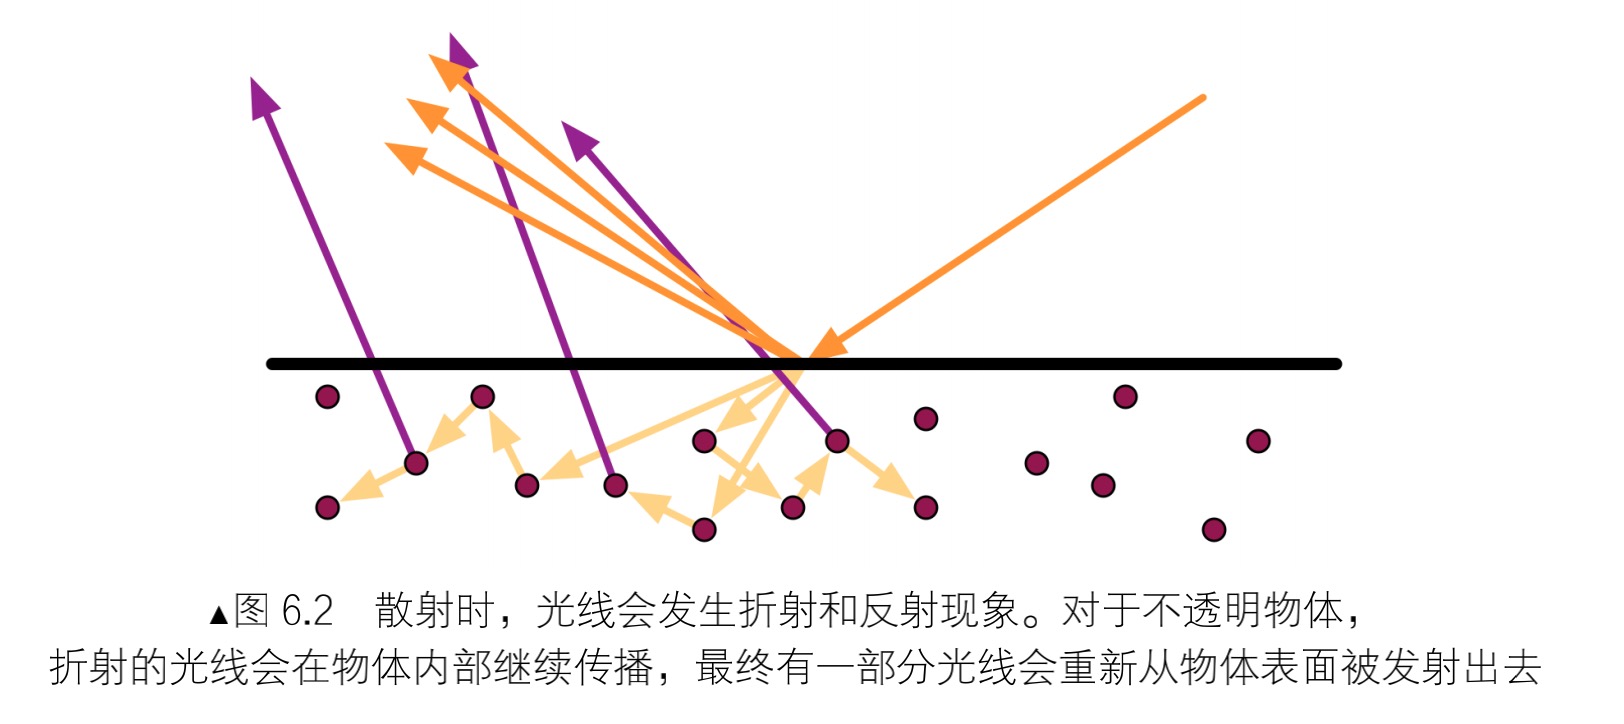 ▲图 6.2 散射时，光线会发生折射和反射现象。对于不透明物体，
折射的光线会在物体内部继续传播，最终有一部分光线会重新从物体表面被发射出去